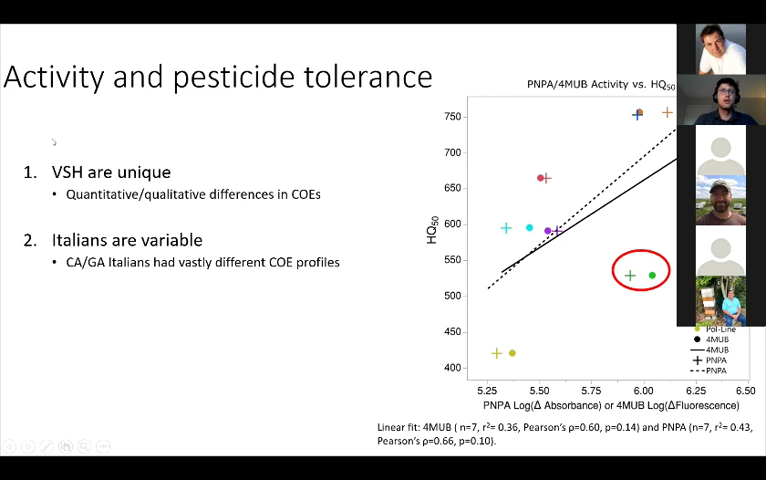 Activity and pesticide tolerance
1. VSH are unique
• Quantitative/qualitative differences in COEs
2. Italians are variable
• CA/GA Italians had vastly different COE profiles
PNPA/4MUB Activity vs. HQ50
HQ50
750
700
650
600
550
500
450
400
5.25 5.50 5.75 6.00 6.25 6.50
PNPA Log(Δ Absorbance) or 4MUB Log(ΔFluorescence)
Pol-Line
4MUB
4MUB
PNPA
PNPA
Linear fit: 4MUB ( n=7, r²= 0.36, Pearson's ρ=0.60, p=0.14) and PNPA (n=7, r²= 0.43,
Pearson's ρ=0.66, p=0.10).